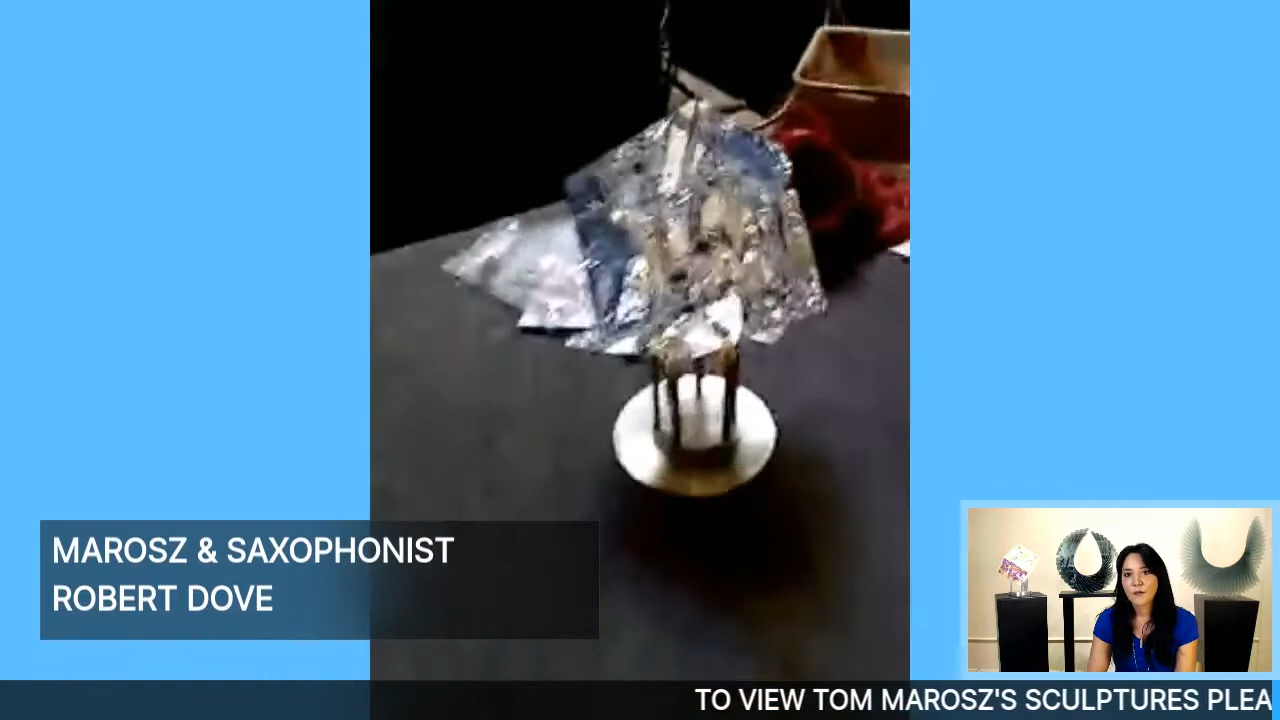 MAROSZ & SAXOPHONIST
ROBERT DOVE
TO VIEW TOM MAROSZ'S SCULPTURES PLEA